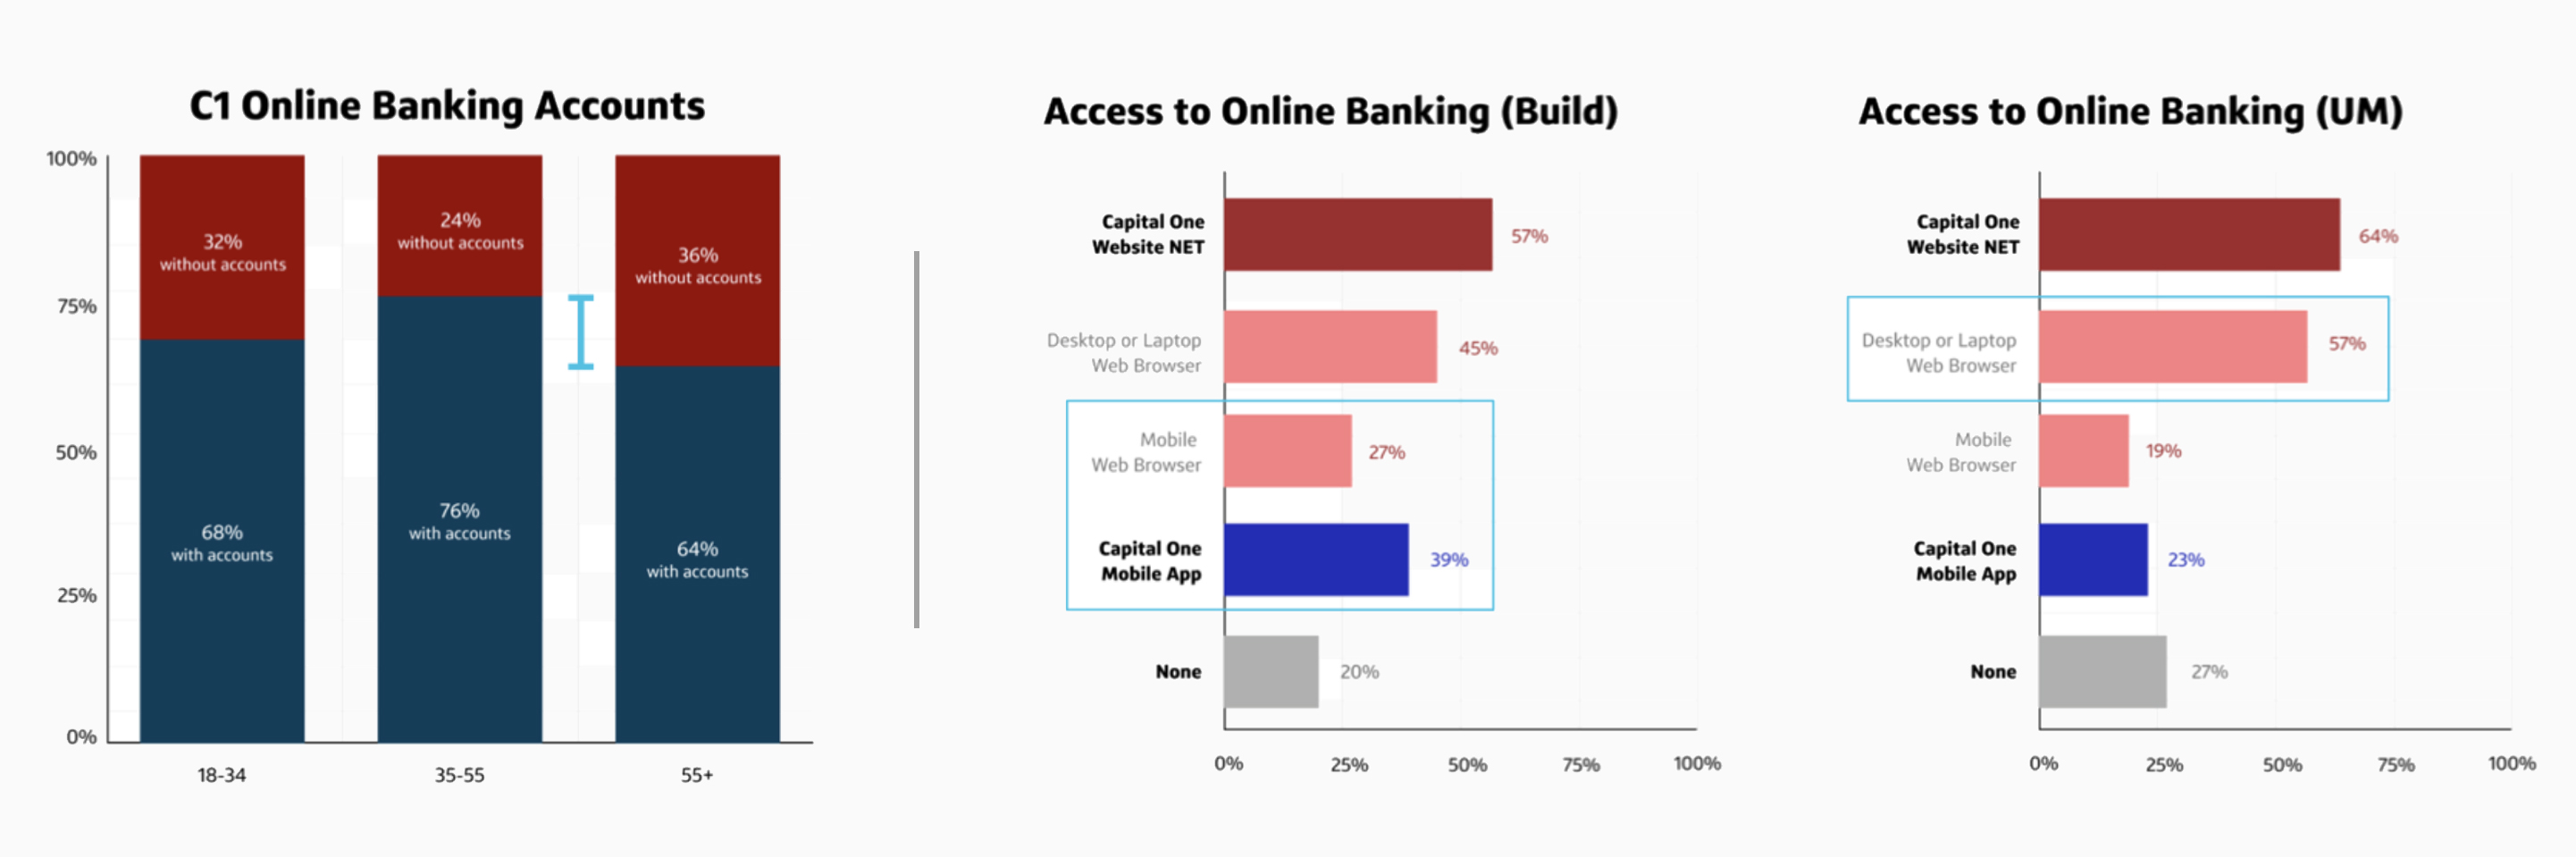 C1 Online Banking Accounts
100%
75%
50%
25%
0%
32%
without accounts
68%
with accounts
24%
without accounts
76%
with accounts
36%
without accounts
64%
with accounts
18-34
35-55
55+
Access to Online Banking (Build)
Capital One
Website NET
57%
Desktop or Laptop
Web Browser
45%
Mobile
Web Browser
27%
Capital One
Mobile App
39%
None
20%
0%
25%
50%
75%
100%
Access to Online Banking (UM)
Capital One
Website NET
64%
Desktop or Laptop
Web Browser
57%
Mobile
Web Browser
19%
Capital One
Mobile App
23%
None
27%
0%
25%
50%
75%
100%